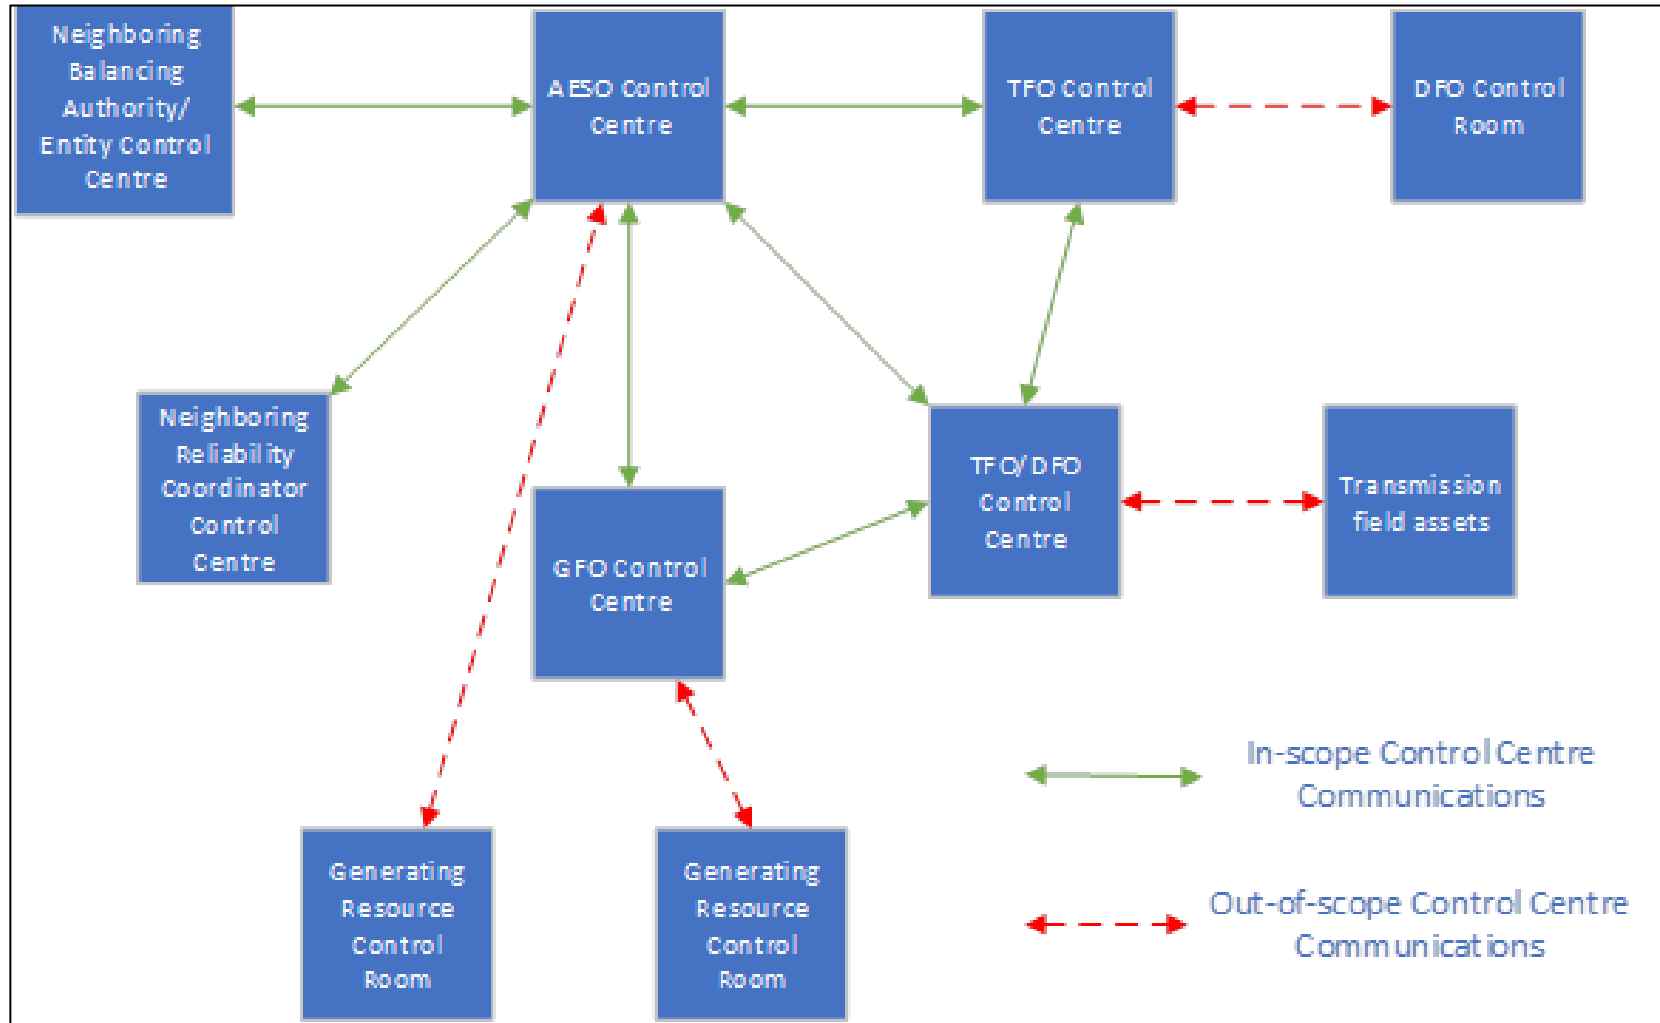 Neighboring
Balancing
Authority/
Entity Control
Centre
AESO Control
Centre
TFO Control
Centre
DFO Control
Room
Neighboring
Reliability
Coordinator
Control
Centre
GFO Control
Centre
TFO/DFO
Control
Centre
Transmission
field assets
Generating
Resource
Control
Room
Generating
Resource
Control
Room
In-scope Control Centre
Communications
Out-of-scope Control Centre
Communications